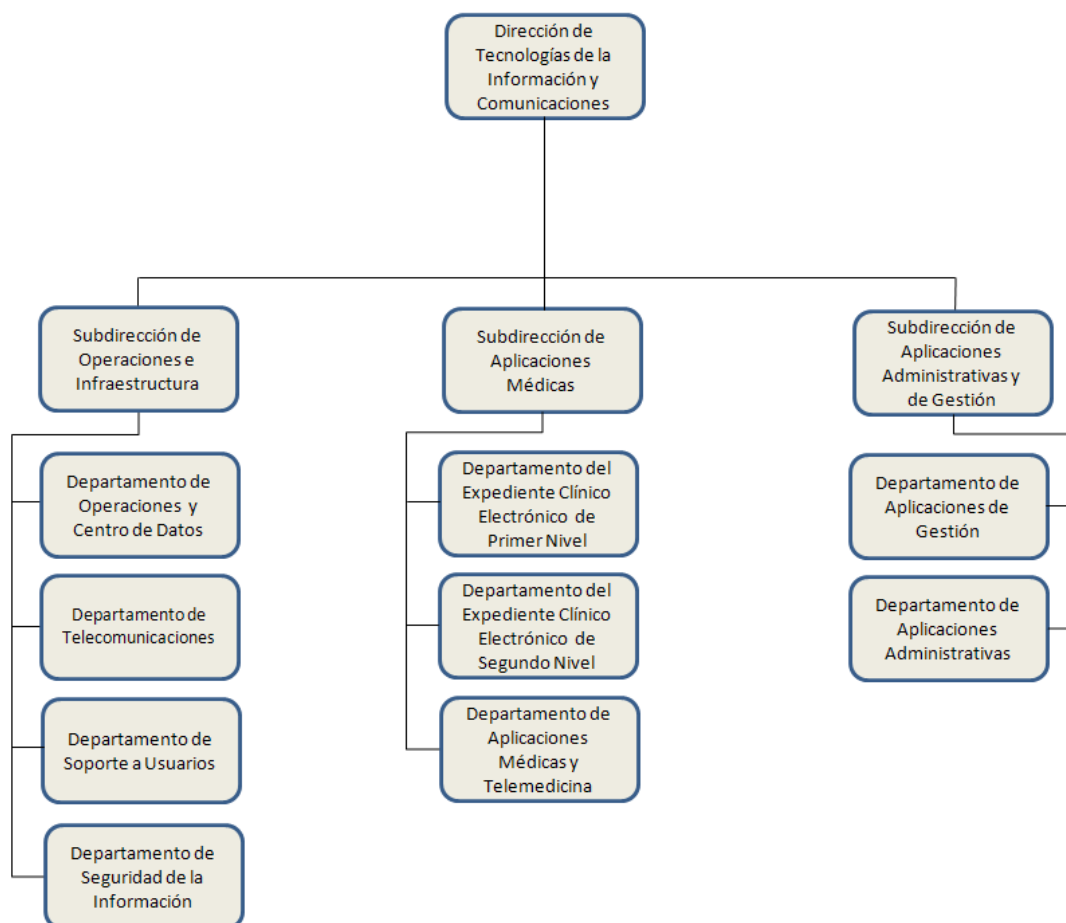 Dirección de
Tecnologías de la
Información y
Comunicaciones
Subdirección de
Operaciones e
Infraestructura
Subdirección de
Aplicaciones
Médicas
Subdirección de
Aplicaciones
Administrativas y
de Gestión
Departamento de
Operaciones y
Centro de Datos
Departamento de
Telecomunicaciones
Departamento de
Soporte a Usuarios
Departamento de
Seguridad de la
Información
Departamento del
Expediente Clínico
Electrónico de
Primer Nivel
Departamento del
Expediente Clínico
Electrónico de
Segundo Nivel
Departamento de
Aplicaciones
Médicas y
Telemedicina
Departamento de
Aplicaciones de
Gestión
Departamento de
Aplicaciones
Administrativas